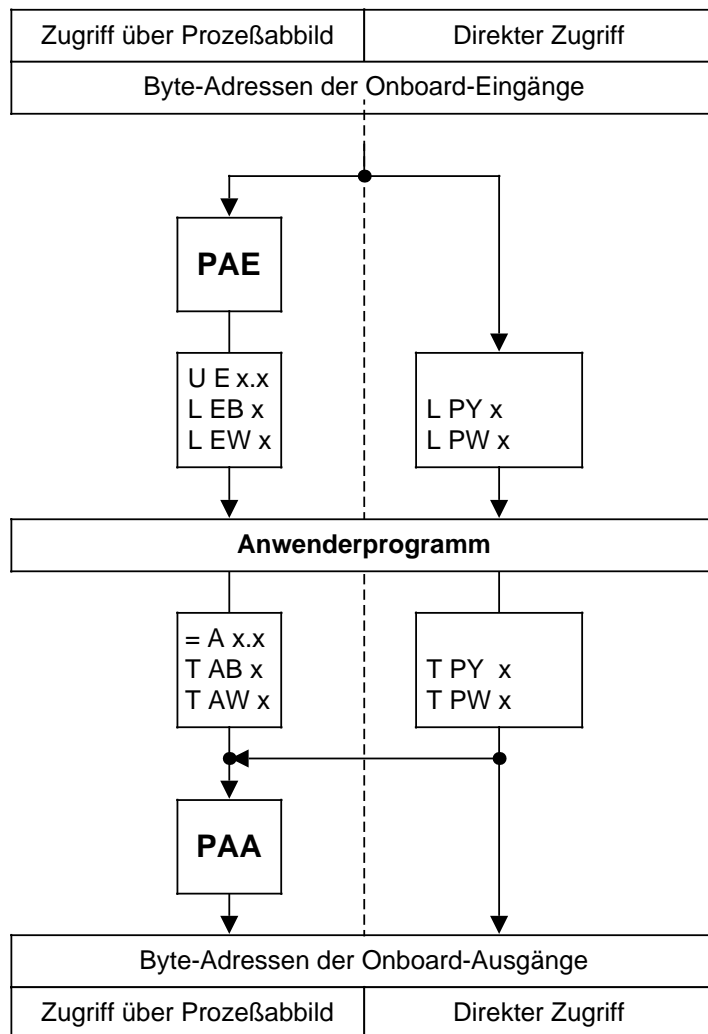 Zugriff über Prozeßabbild
Direkter Zugriff
Byte-Adressen der Onboard-Eingänge
PAE
U E x.x
L EB x
L EW x
L PY x
L PW x
Anwenderprogramm
= A x.x
T AB x
T AW x
T PY x
T PW x
PAA
Byte-Adressen der Onboard-Ausgänge
Zugriff über Prozeßabbild
Direkter Zugriff